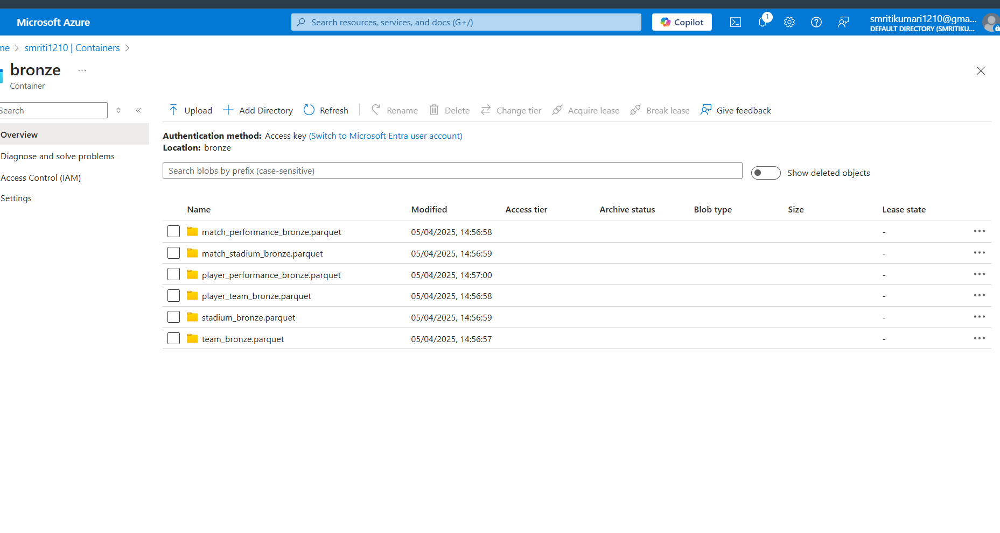 Microsoft Azure
Search resources, services, and docs (G+/)
Copilot
1
smritikumari1210@gma...
DEFAULT DIRECTORY (SMRITIKU...
me > smriti1210 | Containers >
bronze ...
Container
Search
Upload
Add Directory
Refresh
Rename
Delete
Change tier
Acquire lease
Break lease
Give feedback
Overview
Diagnose and solve problems
Access Control (IAM)
Settings
Authentication method: Access key (Switch to Microsoft Entra user account)
Location: bronze
Search blobs by prefix (case-sensitive)
Show deleted objects
Name Modified Access tier Archive status Blob type Size Lease state
match_performance_bronze.parquet 05/04/2025, 14:56:58 -
match_stadium_bronze.parquet 05/04/2025, 14:56:59 -
player_performance_bronze.parquet 05/04/2025, 14:57:00 -
player_team_bronze.parquet 05/04/2025, 14:56:58 -
stadium_bronze.parquet 05/04/2025, 14:56:59 -
team_bronze.parquet 05/04/2025, 14:56:57 -